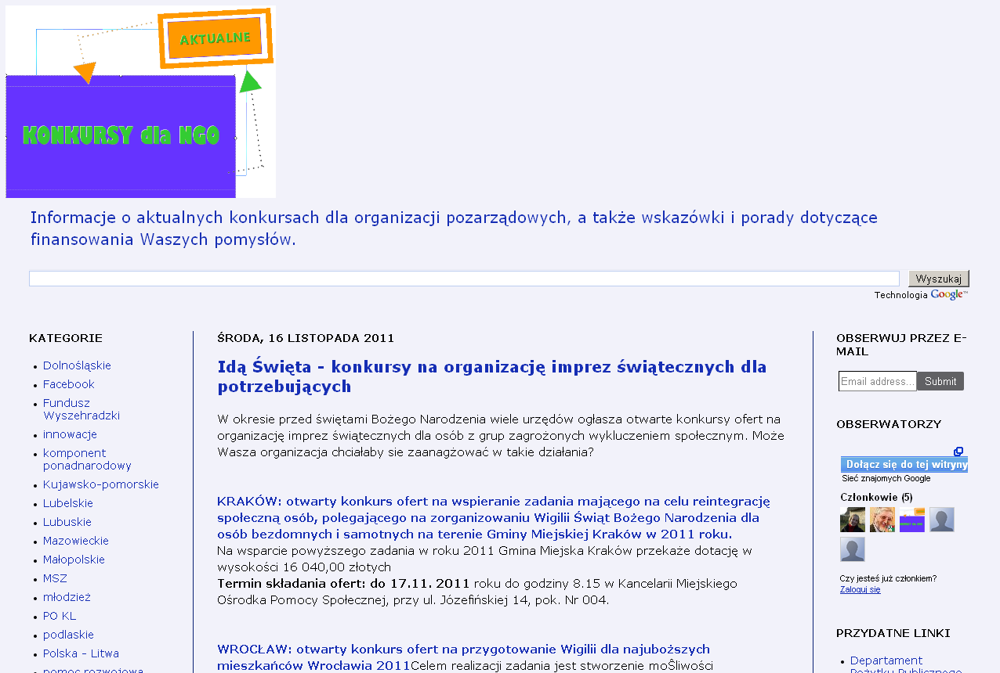 AKTUALNE
KONKURSY dla NGO
Informacje o aktualnych konkursach dla organizacji pozarządowych, a także wskazówki i porady dotyczące
finansowania Waszych pomysłów.
Wyszukaj
Technologia Google™
KATEGORIE
Dolnośląskie
Facebook
Fundusz
Wyszehradzki
innowacje
komponent
ponadnarodowy
Kujawsko-pomorskie
Lubelskie
Lubuskie
Mazowieckie
Małopolskie
MSZ
młodzież
PO KL
podlaskie
Polska - Litwa
pomoc rozwojowa
ŚRODA, 16 LISTOPADA 2011
Idą Święta - konkursy na organizację imprez świątecznych dla
potrzebujących
W okresie przed świętami Bożego Narodzenia wiele urzędów ogłasza otwarte konkursy ofert na
organizację imprez świątecznych dla osób z grup zagrożonych wykluczeniem społecznym. Może
Wasza organizacja chciałaby sie zaanagżować w takie działania?
KRAKÓW: otwarty konkurs ofert na wspieranie zadania mającego na celu reintegrację
społeczną osób, polegającego na zorganizowaniu Wigilii Świąt Bożego Narodzenia dla
osób bezdomnych i samotnych na terenie Gminy Miejskiej Kraków w 2011 roku.
Na wsparcie powyższego zadania w roku 2011 Gmina Miejska Kraków przekaże dotację w
wysokości 16 040,00 złotych
Termin składania ofert: do 17.11. 2011 roku do godziny 8.15 w Kancelarii Miejskiego
Ośrodka Pomocy Społecznej, przy ul. Józefińskiej 14, pok. Nr 004.
WROCŁAW: otwarty konkurs ofert na przygotowanie Wigilii dla najuboższych
mieszkańców Wrocławia 2011Celem realizacji zadania jest stworzenie moŜliwości
OBSERWUJ PRZEZ E-
MAIL
Email address... Submit
OBSERWATORZY
Dołącz się do tej witryny
Sieć znajomych Google
Członkowie (5)
Czy jesteś już członkiem?
Zaloguj się
PRZYDATNE LINKI
Departament
Pożytku Publicznego